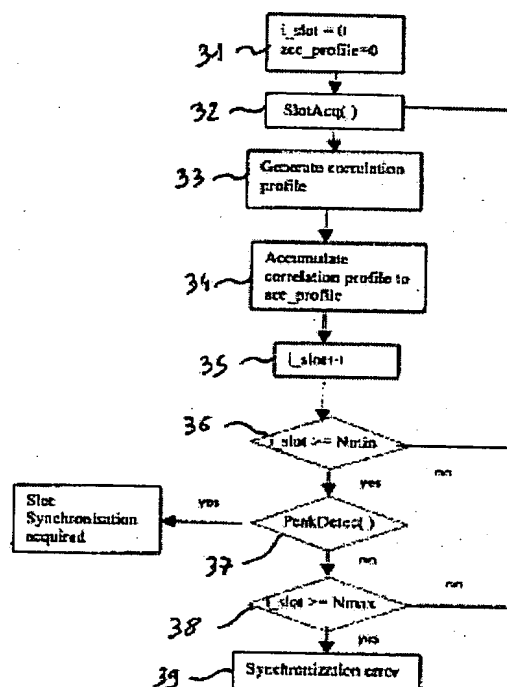 31
i_slot = 0
acc_profile=0
32
SlotAcq( )
33
Generate correlation
profile
34
Accumulate
correlation profile to
acc_profile
35
i_slot++
36
i_slot >= Nmin
no
yes
yes
Slot
Synchronisation
acquired
PeakDetect( )
37
no
no
i_slot >= Nmax
38
yes
39
Synchronization error